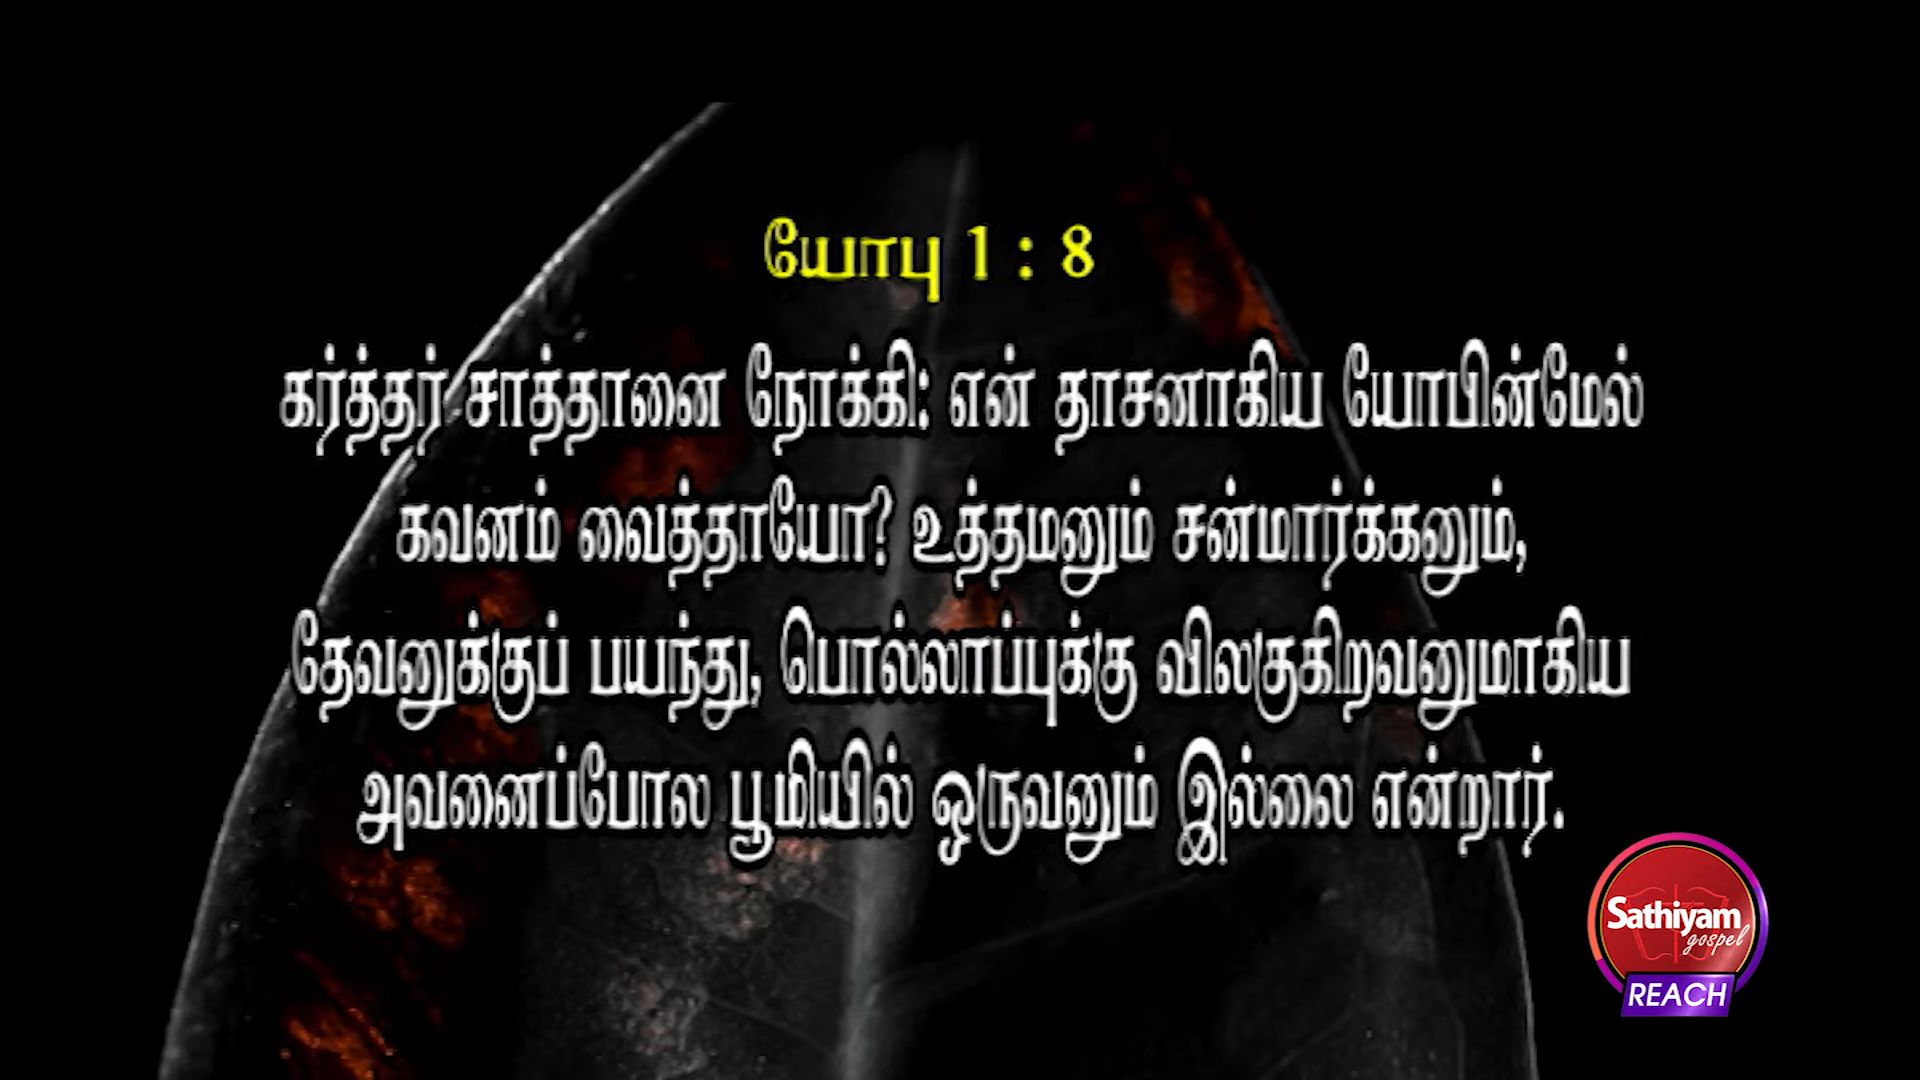 யோபு 1 : 8
கர்த்தர் சாத்தானை நோக்கி: என் தாசனாகிய யோபின்மேல்
கவனம் வைத்தாயோ? உத்தமனும் சன்மார்க்கனும்,
தேவனுக்குப் பயந்து, பொல்லாப்புக்கு விலகுகிறவனுமாகிய
அவனைப்போல பூமியில் ஒருவனும் இல்லை என்றார்.
Sathiyam
gospel
REACH